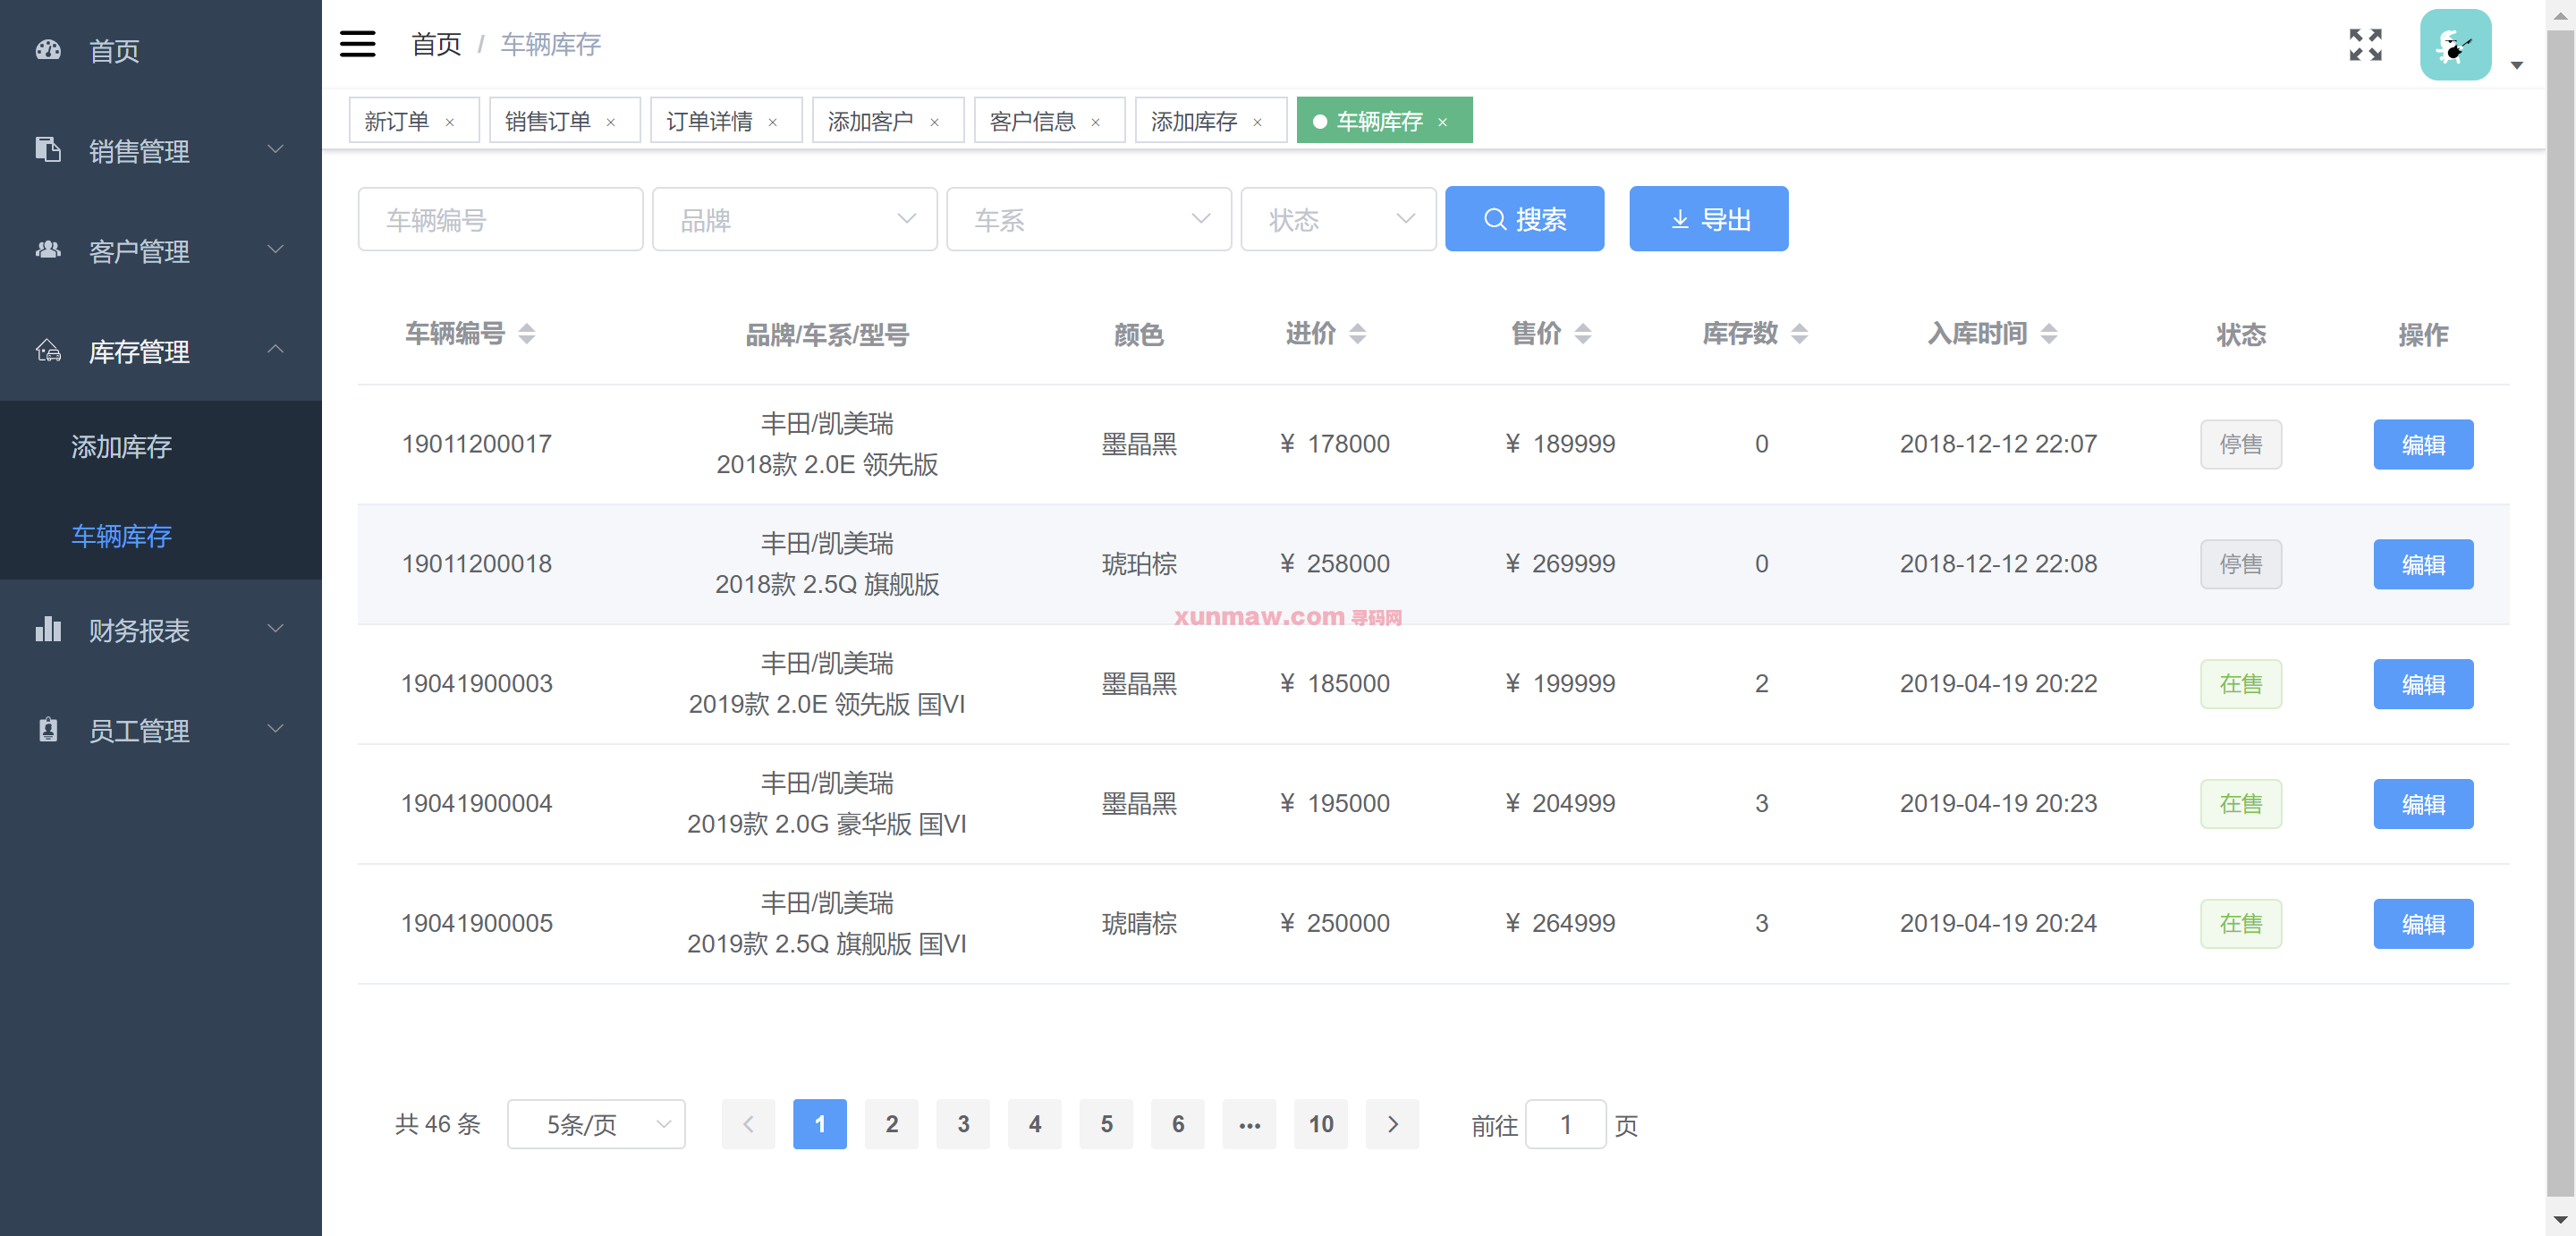 首页
销售管理
客户管理
库存管理
添加库存
车辆库存
财务报表
员工管理
首页 / 车辆库存
新订单 × 销售订单 × 订单详情 × 添加客户 × 客户信息 × 添加库存 × 车辆库存 ×
车辆编号 品牌 车系 状态 搜索 导出
车辆编号 品牌/车系/型号 颜色 进价 售价 库存数 入库时间 状态 操作
丰田/凯美瑞
19011200017 墨晶黑 ¥ 178000 ¥ 189999 0 2018-12-12 22:07 停售 编辑
2018款 2.0E 领先版
丰田/凯美瑞
19011200018 琥珀棕 ¥ 258000 ¥ 269999 0 2018-12-12 22:08 停售 编辑
2018款 2.5Q 旗舰版
xunmaw.com 寻码网
丰田/凯美瑞
19041900003 墨晶黑 ¥ 185000 ¥ 199999 2 2019-04-19 20:22 在售 编辑
2019款 2.0E 领先版 国VI
丰田/凯美瑞
19041900004 墨晶黑 ¥ 195000 ¥ 204999 3 2019-04-19 20:23 在售 编辑
2019款 2.0G 豪华版 国VI
丰田/凯美瑞
19041900005 琥晴棕 ¥ 250000 ¥ 264999 3 2019-04-19 20:24 在售 编辑
2019款 2.5Q 旗舰版 国VI
共 46 条 5条/页 1 2 3 4 5 6 ••• 10 前往 1 页